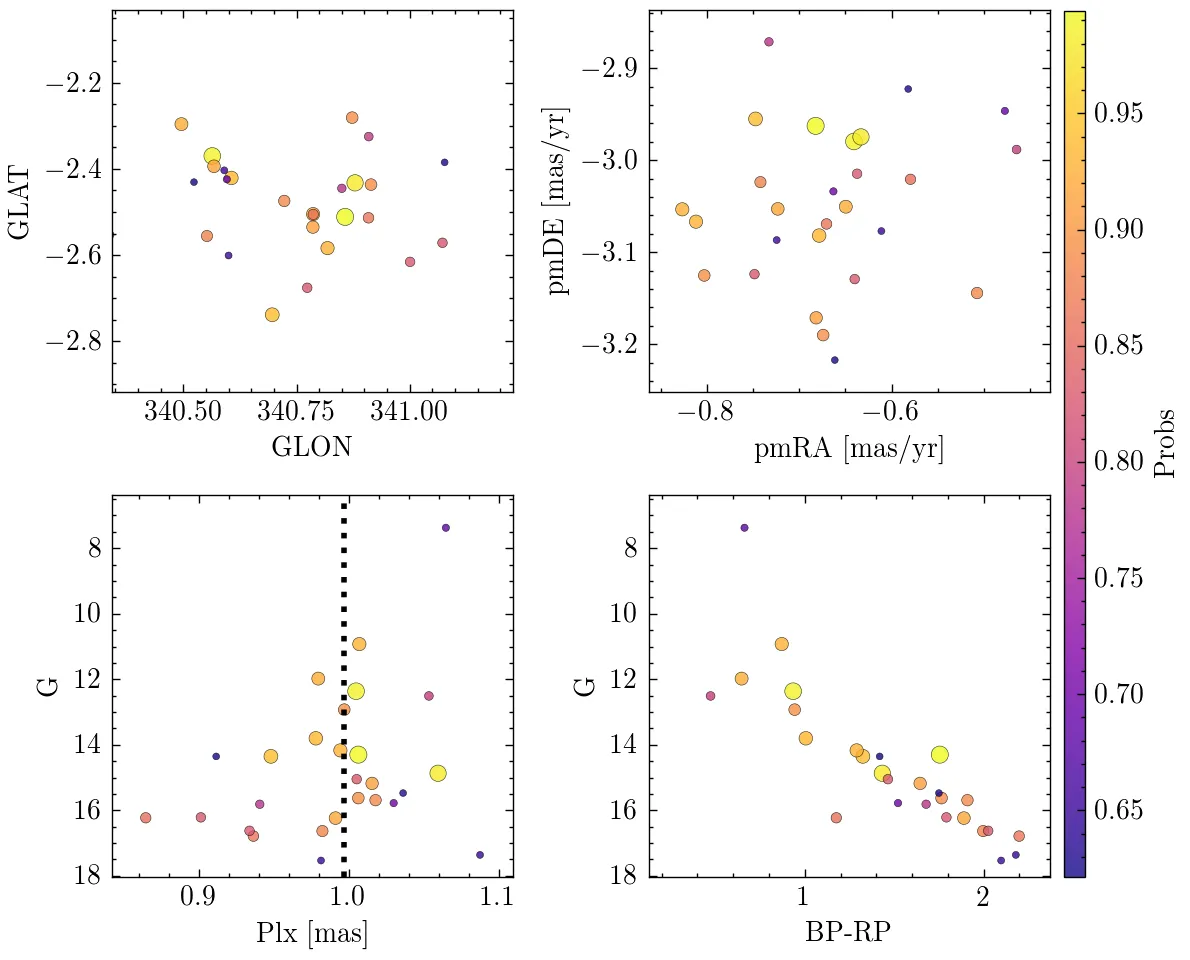 −2.2
−2.4
−2.6
−2.8
GLAT
340.50 340.75 341.00
GLON
−2.9
−3.0
−3.1
−3.2
pmDE [mas/yr]
−0.8 −0.6
pmRA [mas/yr]
8
10
12
14
16
18
G
0.9 1.0 1.1
Plx [mas]
8
10
12
14
16
18
G
1 2
BP-RP
0.95
0.90
0.85
0.80
0.75
0.70
0.65
Probs